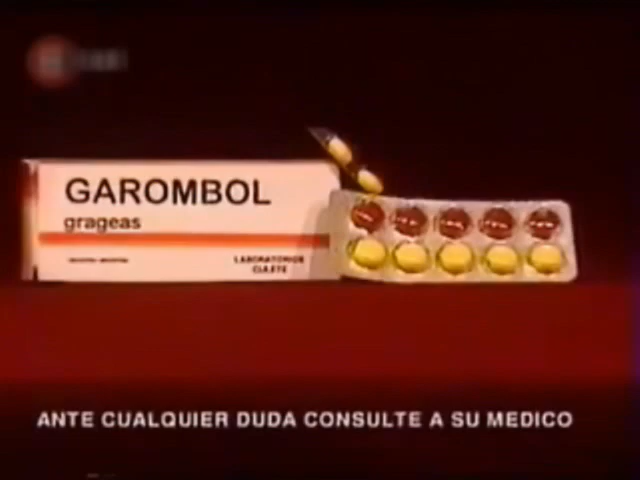 GAROMBOL
grageas
LABORATORIOS
ANTE CUALQUIER DUDA CONSULTE A SU MEDICO